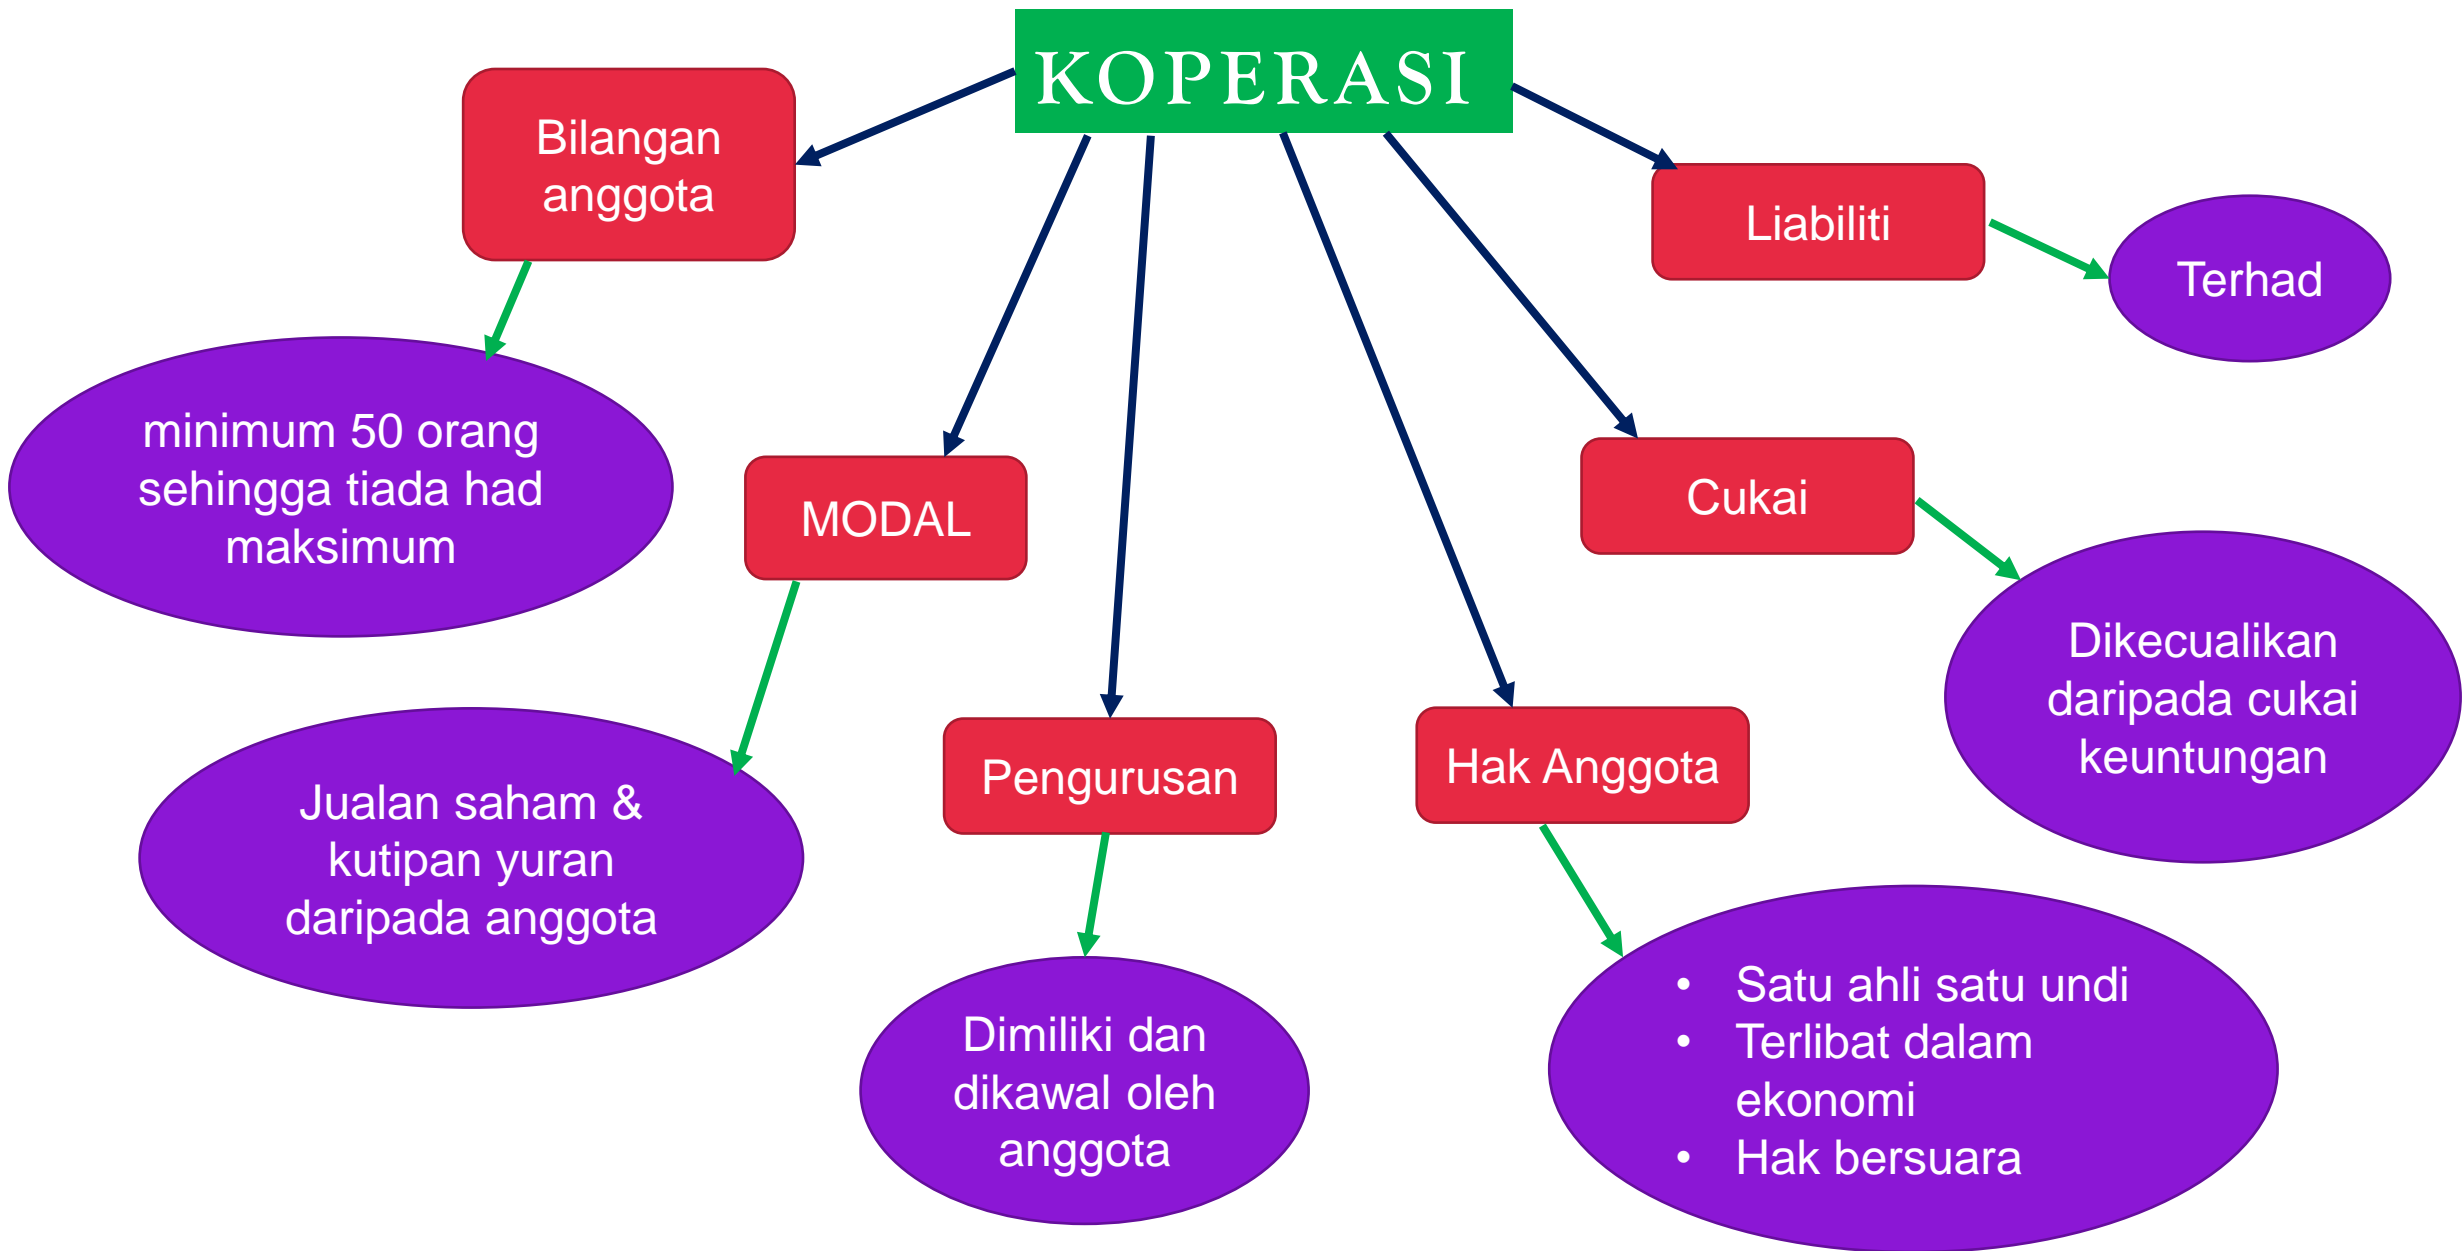 KOPERASI
Bilangan
anggota
minimum 50 orang
sehingga tiada had
maksimum
MODAL
Jualan saham &
kutipan yuran
daripada anggota
Pengurusan
Dimiliki dan
dikawal oleh
anggota
Hak Anggota
• Satu ahli satu undi
• Terlibat dalam
ekonomi
• Hak bersuara
Cukai
Dikecualikan
daripada cukai
keuntungan
Liabiliti
Terhad